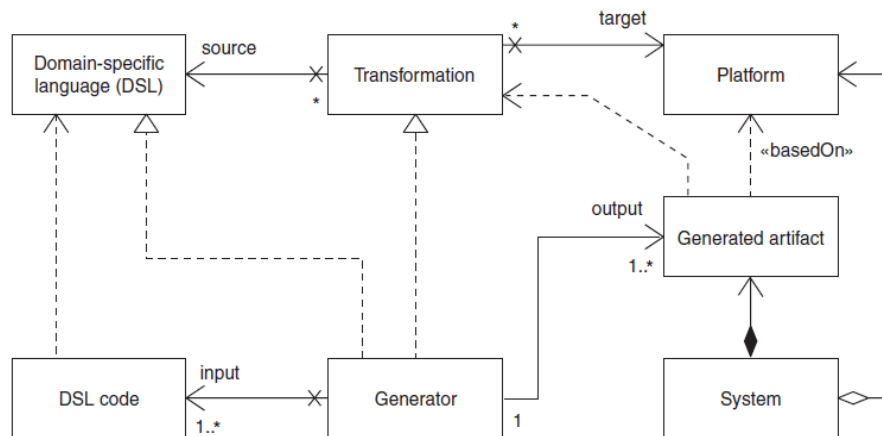 target
*
source
Domain-specific
language (DSL)
Transformation
Platform
*
«basedOn»
output
Generated artifact
1..*
input
DSL code
Generator
System
1..*
1